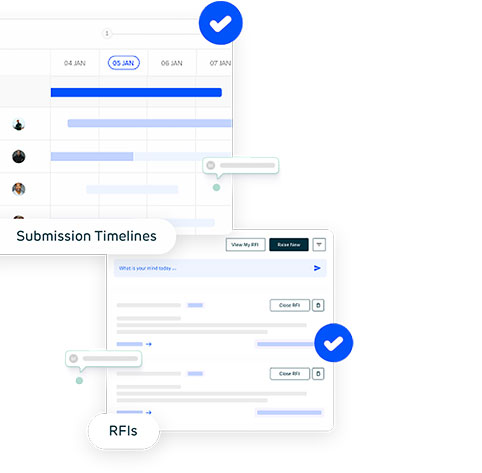 1
04 JAN 05 JAN 06 JAN 07 JAN
Submission Timelines
View My RFI Raise New
What is your mind today ...
Close RFI
Close RFI
RFIs